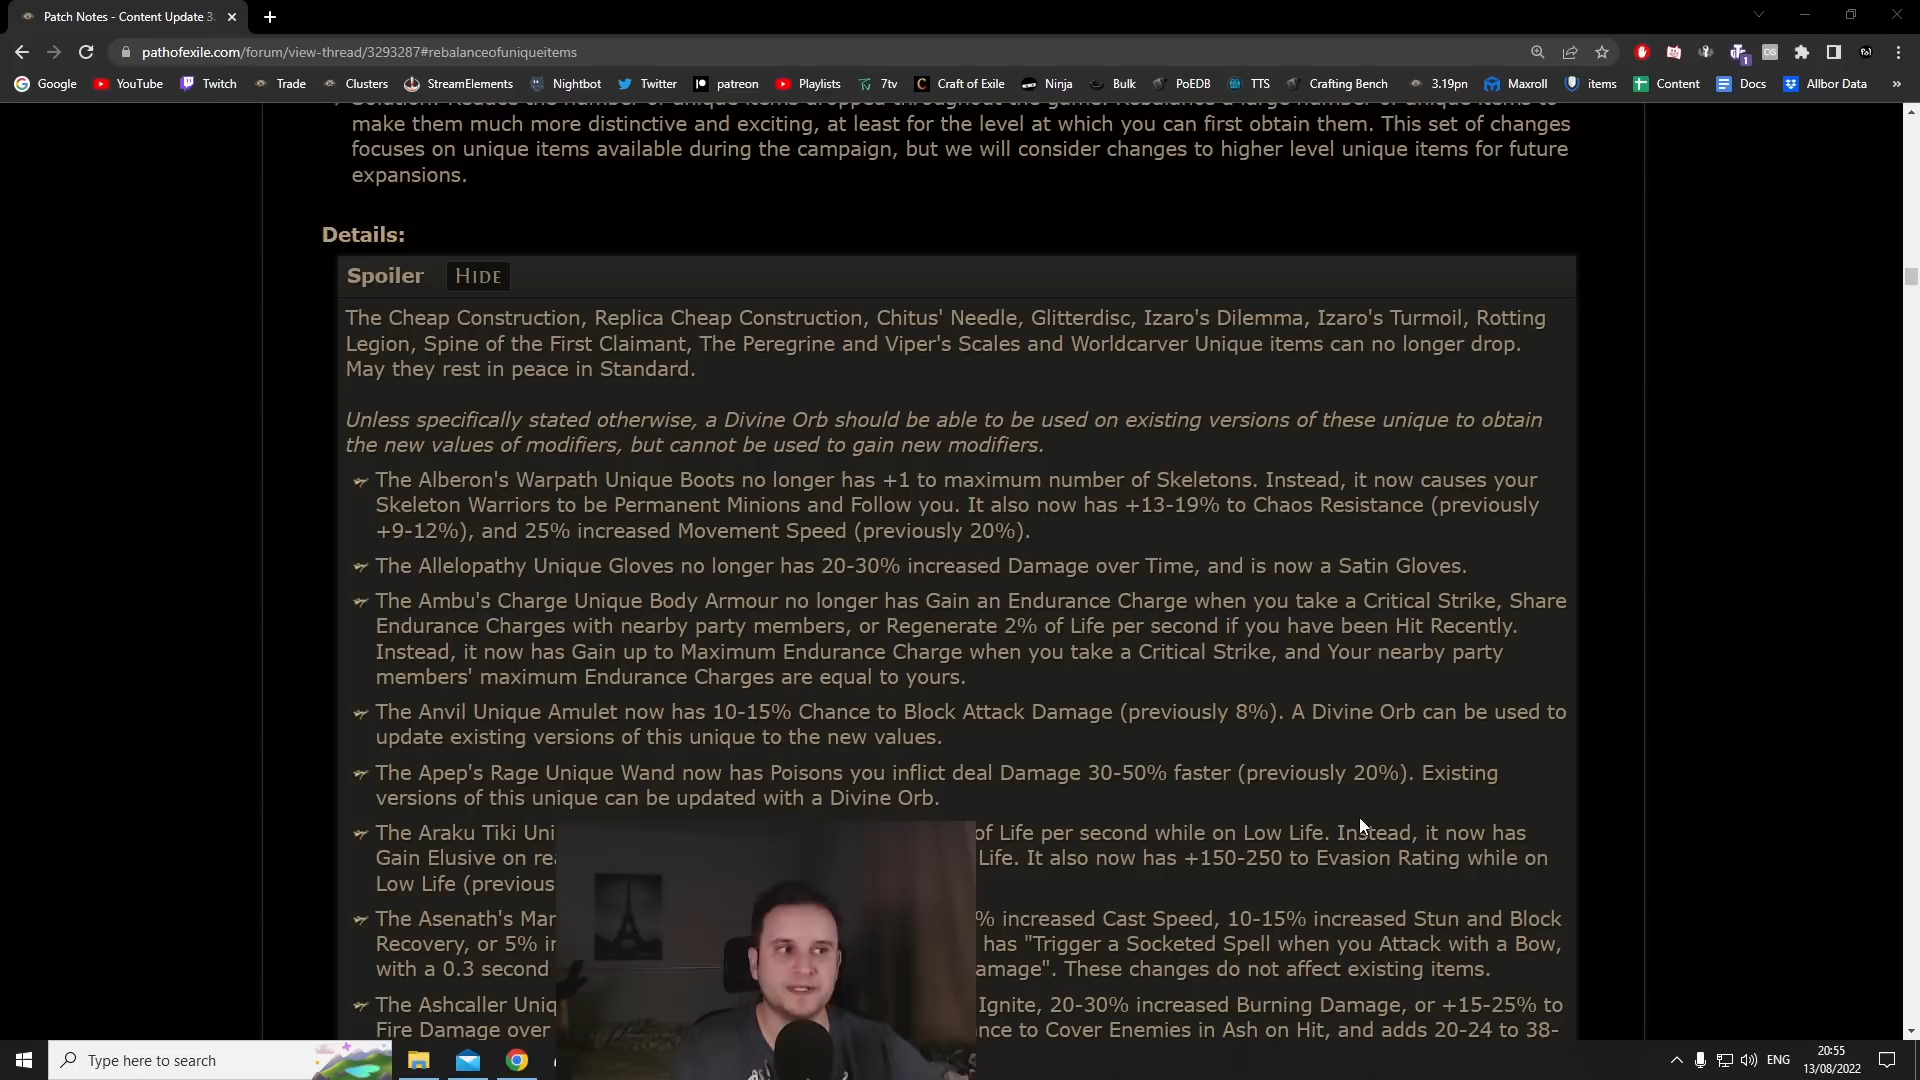 Patch Notes - Content Update 3.
pathofexile.com/forum/view-thread/3293287#rebalanceofuniqueitems
Google YouTube Twitch Trade Clusters StreamElements Nightbot Twitter patreon Playlists 7tv Craft of Exile Ninja Bulk PoEDB TTS Crafting Bench 3.19pn Maxroll items Content Docs Allbor Data »
Solution: Reduce the number of unique items dropped throughout the game. Rebalance a large number of unique items to
make them much more distinctive and exciting, at least for the level at which you can first obtain them. This set of changes
focuses on unique items available during the campaign, but we will consider changes to higher level unique items for future
expansions.
Details:
Spoiler HIDE
The Cheap Construction, Replica Cheap Construction, Chitus' Needle, Glitterdisc, Izaro's Dilemma, Izaro's Turmoil, Rotting
Legion, Spine of the First Claimant, The Peregrine and Viper's Scales and Worldcarver Unique items can no longer drop.
May they rest in peace in Standard.
Unless specifically stated otherwise, a Divine Orb should be able to be used on existing versions of these unique to obtain
the new values of modifiers, but cannot be used to gain new modifiers.
The Alberon's Warpath Unique Boots no longer has +1 to maximum number of Skeletons. Instead, it now causes your
Skeleton Warriors to be Permanent Minions and Follow you. It also now has +13-19% to Chaos Resistance (previously
+9-12%), and 25% increased Movement Speed (previously 20%).
The Allelopathy Unique Gloves no longer has 20-30% increased Damage over Time, and is now a Satin Gloves.
The Ambu's Charge Unique Body Armour no longer has Gain an Endurance Charge when you take a Critical Strike, Share
Endurance Charges with nearby party members, or Regenerate 2% of Life per second if you have been Hit Recently.
Instead, it now has Gain up to Maximum Endurance Charge when you take a Critical Strike, and Your nearby party
members' maximum Endurance Charges are equal to yours.
The Anvil Unique Amulet now has 10-15% Chance to Block Attack Damage (previously 8%). A Divine Orb can be used to
update existing versions of this unique to the new values.
The Apep's Rage Unique Wand now has Poisons you inflict deal Damage 30-50% faster (previously 20%). Existing
versions of this unique can be updated with a Divine Orb.
The Araku Tiki Uni of Life per second while on Low Life. Instead, it now has
Gain Elusive on rea Life. It also now has +150-250 to Evasion Rating while on
Low Life (previous
The Asenath's Mar % increased Cast Speed, 10-15% increased Stun and Block
Recovery, or 5% in has "Trigger a Socketed Spell when you Attack with a Bow,
with a 0.3 second amage". These changes do not affect existing items.
The Ashcaller Uniq Ignite, 20-30% increased Burning Damage, or +15-25% to
Fire Damage over nce to Cover Enemies in Ash on Hit, and adds 20-24 to 38-
Type here to search
ENG
20:55
13/08/2022